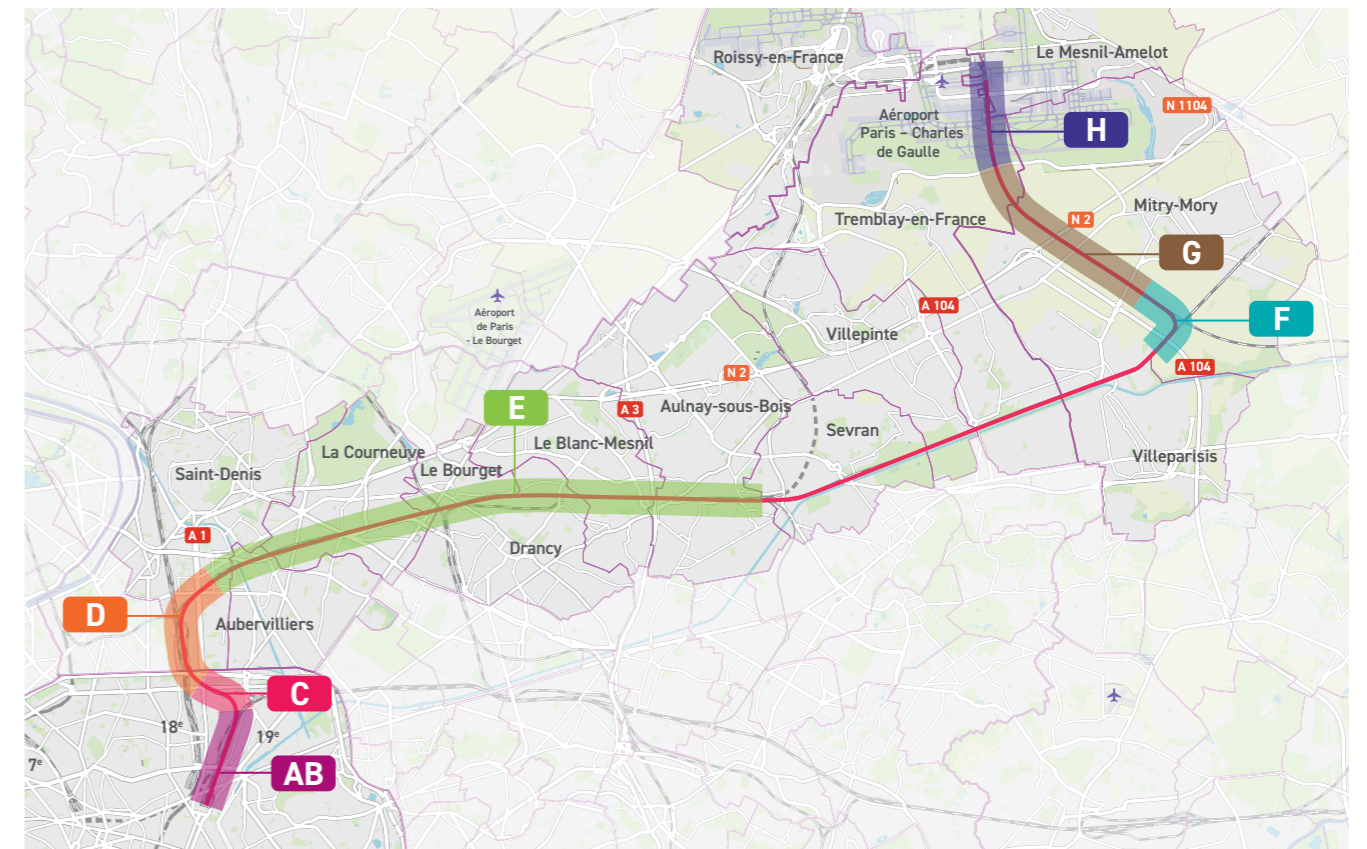 Roissy-en-France
Le Mesnil-Amelot
N 1104
Aéroport
Paris – Charles
de Gaulle
H
Tremblay-en-France
N 2
Mitry-Mory
G
Aéroport
de Paris
- Le Bourget
A 104
Villepinte
F
A 104
N 2
E
A 3
Aulnay-sous-Bois
Sevran
Le Blanc-Mesnil
La Courneuve
Le Bourget
Villeparisis
Saint-Denis
A 1
Drancy
D
Aubervilliers
C
18e
19e
7e
AB